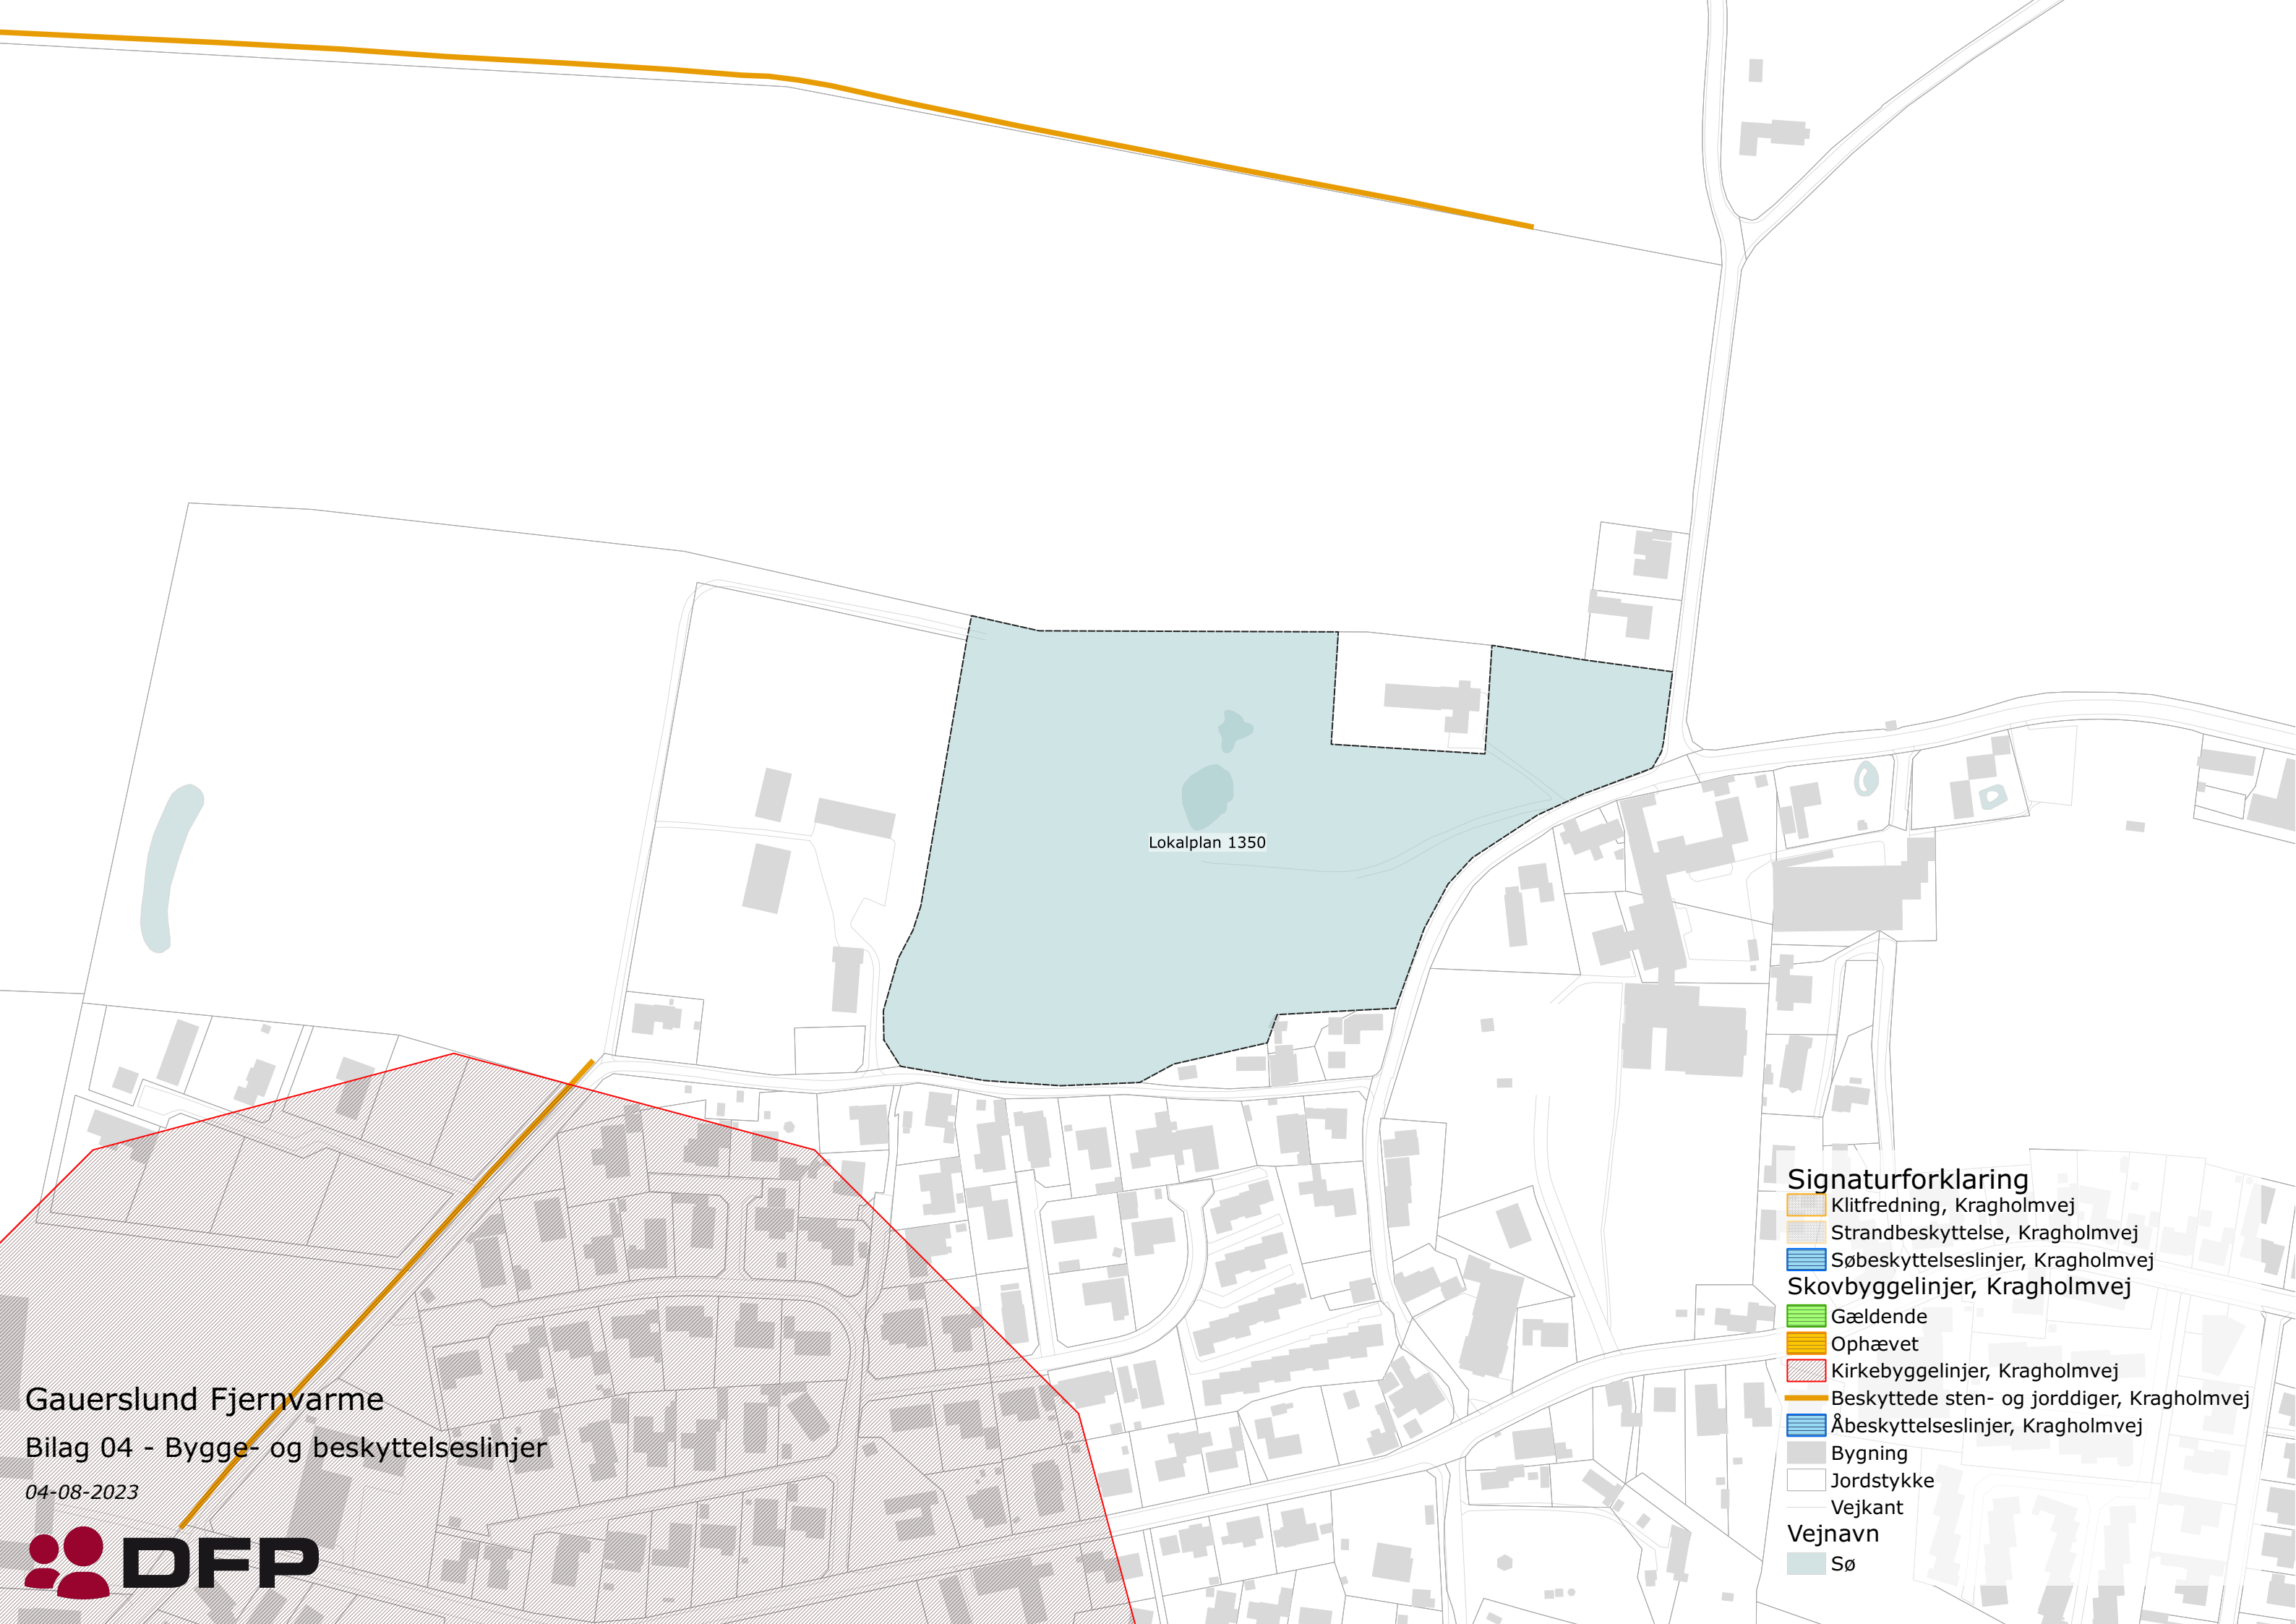 Lokalplan 1350
Signaturforklaring
Klitfredning, Kragholmvej
Strandbeskyttelse, Kragholmvej
Søbeskyttelseslinjer, Kragholmvej
Skovbyggelinjer, Kragholmvej
Gældende
Ophævet
Kirkebyggelinjer, Kragholmvej
Beskyttede sten- og jorddiger, Kragholmvej
Åbeskyttelseslinjer, Kragholmvej
Bygning
Jordstykke
Vejkant
Vejnavn
Sø
Gauerslund Fjernvarme
Bilag 04 - Bygge- og beskyttelseslinjer
04-08-2023
DFP